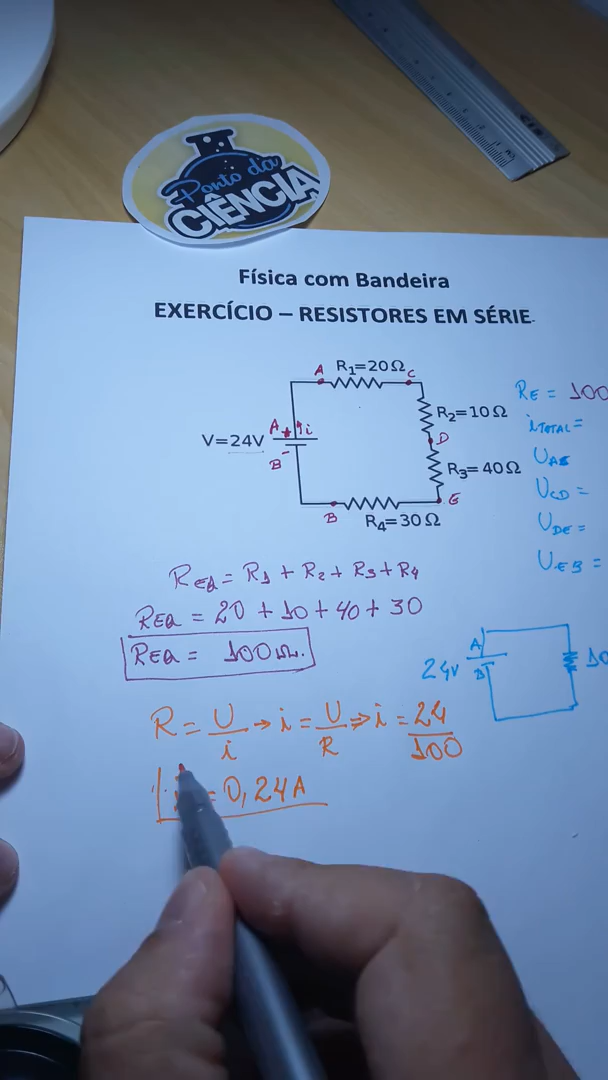 Ponto da
CIÊNCIA
Física com Bandeira
EXERCÍCIO – RESISTORES EM SÉRIE.
A R₁=20Ω C
R₂=10Ω
A + i
V=24V
B -
D
R₃=40Ω
E
B
R₄=30Ω
RE = 100
iTOTAL=
UAC
UCD =
UDE =
UEB =
REQ = R1 + R2 + R3 + R4
REQ = 20 + 10 + 40 + 30
REQ = 100Ω.
A
24V
B
10
R = U/i → i = U/R → i = 24/100
i = 0,24A